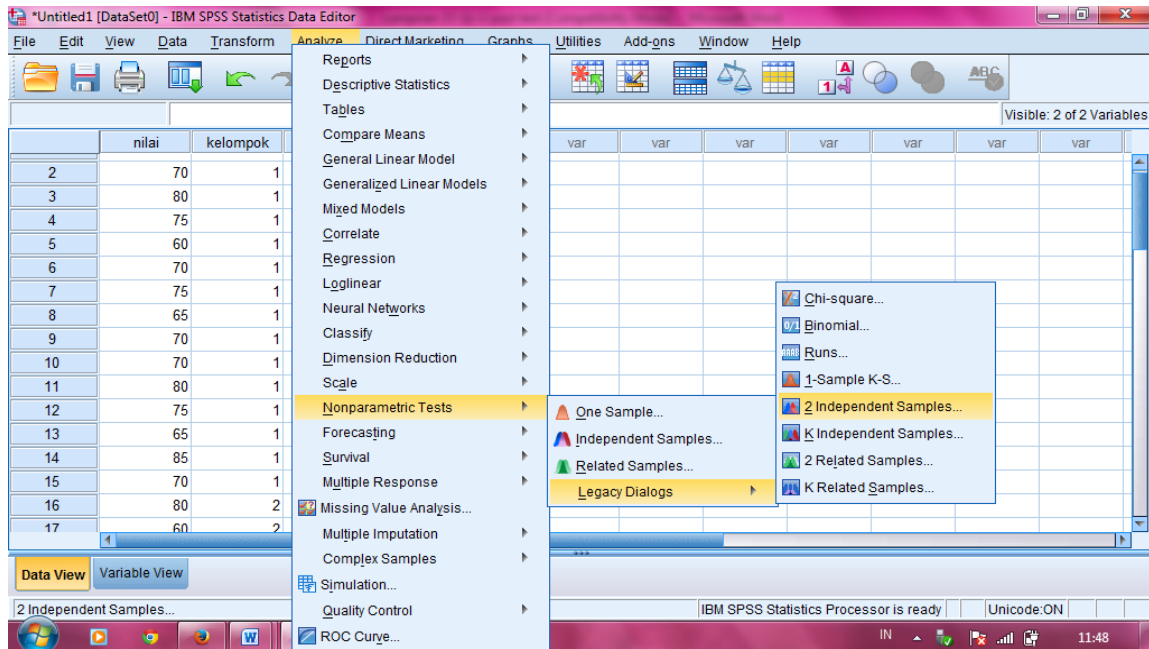 *Untitled1 [DataSet0] - IBM SPSS Statistics Data Editor
File Edit View Data Transform Analyze Direct Marketing Graphs Utilities Add-ons Window Help
Visible: 2 of 2 Variables
nilai kelompok var var var var var var var
2 70 1
3 80 1
4 75 1
5 60 1
6 70 1
7 75 1
8 65 1
9 70 1
10 70 1
11 80 1
12 75 1
13 65 1
14 85 1
15 70 1
16 80 2
17 60 2
Reports
Descriptive Statistics
Tables
Compare Means
General Linear Model
Generalized Linear Models
Mixed Models
Correlate
Regression
Loglinear
Neural Networks
Classify
Dimension Reduction
Scale
Nonparametric Tests
Forecasting
Survival
Multiple Response
Missing Value Analysis...
Multiple Imputation
Complex Samples
Simulation...
Quality Control
ROC Curve...
One Sample...
Independent Samples...
Related Samples...
Legacy Dialogs
Chi-square...
Binomial...
Runs...
1-Sample K-S...
2 Independent Samples...
K Independent Samples...
2 Related Samples...
K Related Samples...
Data View Variable View
2 Independent Samples... IBM SPSS Statistics Processor is ready Unicode:ON
IN 11:48